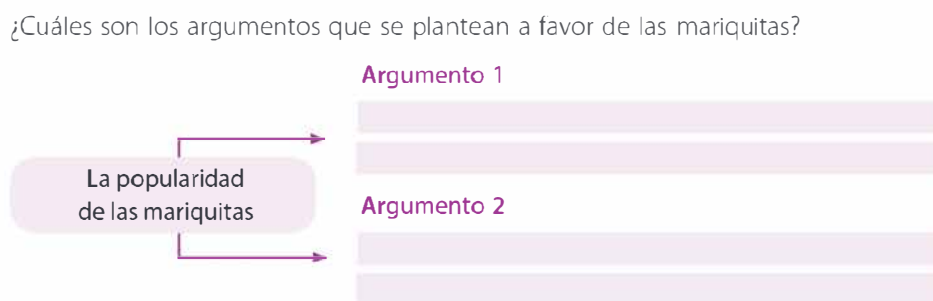 ¿Cuáles son los argumentos que se plantean a favor de las mariquitas?
Argumento 1
La popularidad
de las mariquitas
Argumento 2